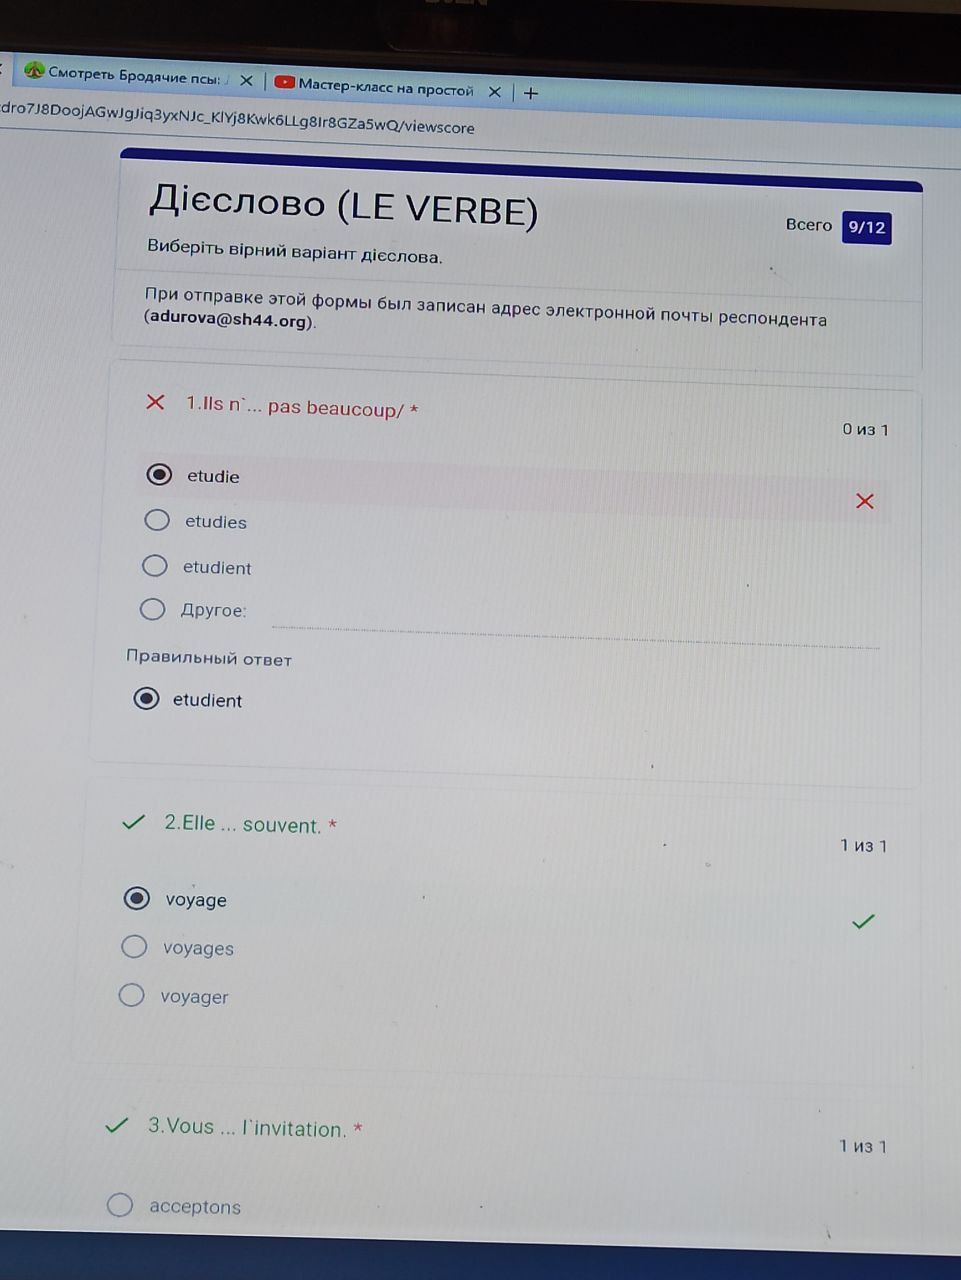 Смотреть Бродячие псы:
Мастер-класс на простой
dro7J8DoojAGwJgJiq3yxNJc_KlYj8Kwk6LLg8Ir8GZa5wQ/viewscore
Дієслово (LE VERBE)
Всего 9/12
Виберіть вірний варіант дієслова.
При отправке этой формы был записан адрес электронной почты респондента
(adurova@sh44.org).
1.Ils n`... pas beaucoup/ *
0 из 1
etudie
etudies
etudient
Другое:
Правильный ответ
etudient
2.Elle ... souvent. *
1 из 1
voyage
voyages
voyager
3.Vous ... l`invitation. *
1 из 1
acceptons